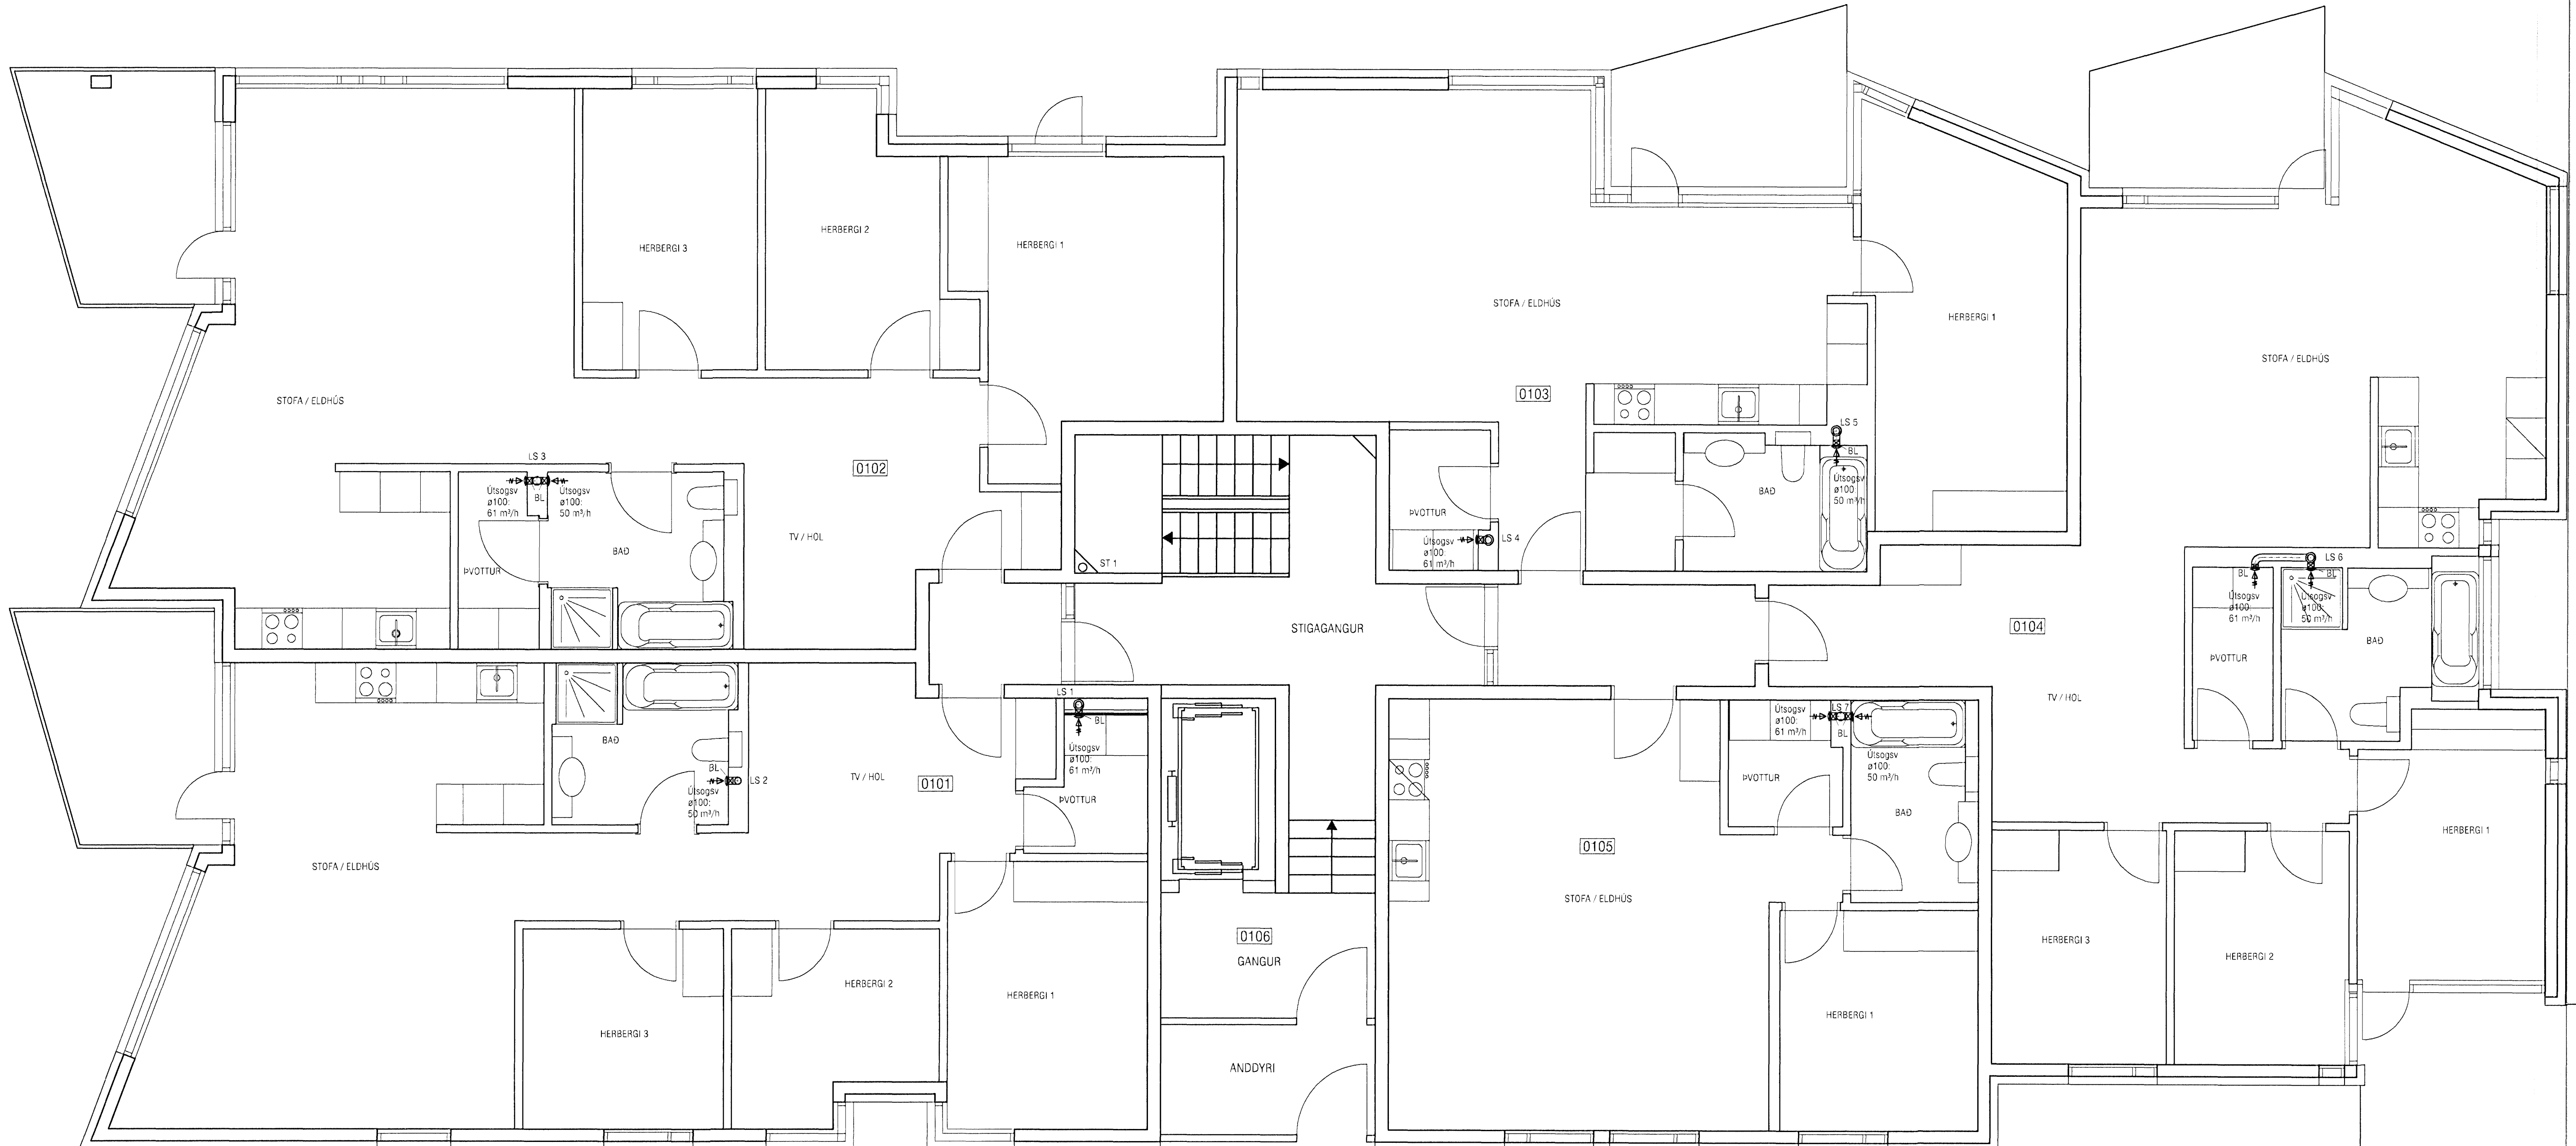 HERBERGI 3
HERBERGI 2
HERBERGI 1
STOFA / ELDHÚS
0102
LS 3
BL
Útsogsv
ø100:
61 m³/h
Útsogsv
ø100:
50 m³/h
BAÐ
ÞVOTTUR
TV / HOL
ST 1
STIGAGANGUR
STOFA / ELDHÚS
0103
HERBERGI 1
LS 5
BL
Útsogsv
ø100:
50 m³/h
BAÐ
ÞVOTTUR
LS 4
Útsogsv
ø100:
61 m³/h
STOFA / ELDHÚS
0104
LS 6
BL
BL
Útsogsv
ø100:
61 m³/h
Útsogsv
ø100:
50 m³/h
BAÐ
ÞVOTTUR
TV / HOL
HERBERGI 1
HERBERGI 3
HERBERGI 2
BAÐ
BL
LS 2
Útsogsv
ø100:
50 m³/h
TV / HOL
0101
LS 1
BL
Útsogsv
ø100:
61 m³/h
ÞVOTTUR
STOFA / ELDHÚS
HERBERGI 3
HERBERGI 2
HERBERGI 1
0106
GANGUR
ANDDYRI
Útsogsv
ø100:
61 m³/h
LS 7
BL
Útsogsv
ø100:
50 m³/h
ÞVOTTUR
BAÐ
0105
STOFA / ELDHÚS
HERBERGI 1